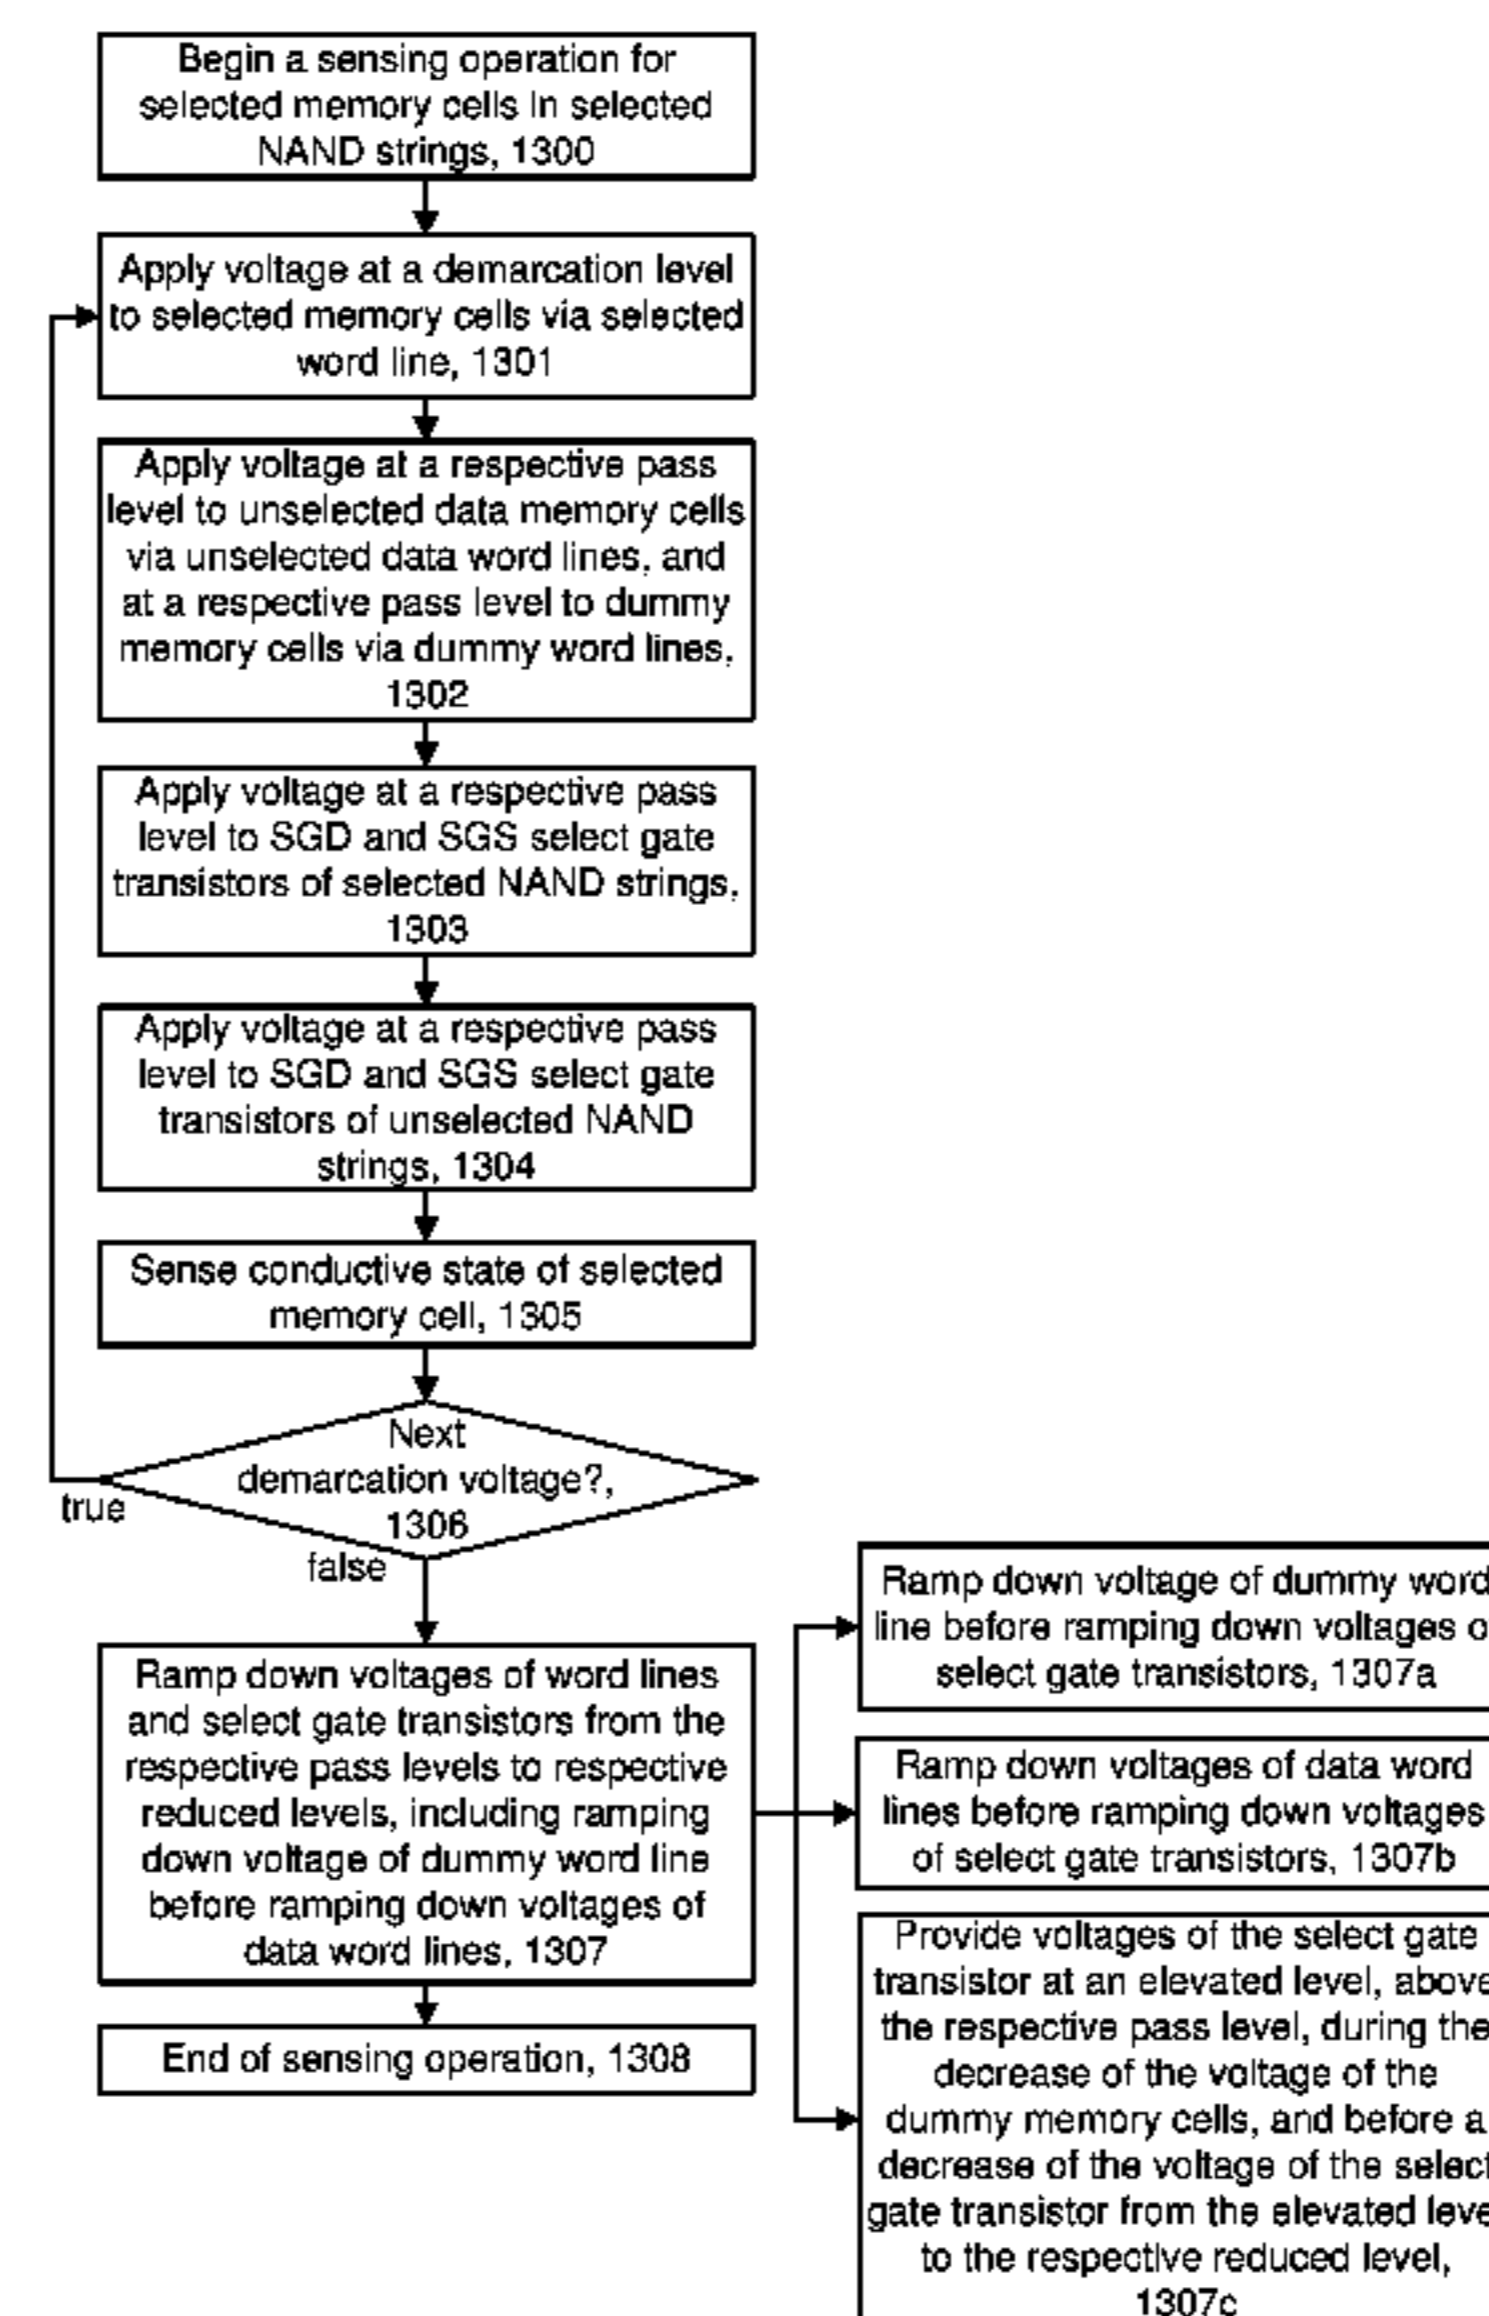 Begin a sensing operation for
selected memory cells in selected
NAND strings, 1300
Apply voltage at a demarcation level
to selected memory cells via selected
word line, 1301
Apply voltage at a respective pass
level to unselected data memory cells
via unselected data word lines, and
at a respective pass level to dummy
memory cells via dummy word lines,
1302
Apply voltage at a respective pass
level to SGD and SGS select gate
transistors of selected NAND strings,
1303
Apply voltage at a respective pass
level to SGD and SGS select gate
transistors of unselected NAND
strings, 1304
Sense conductive state of selected
memory cell, 1305
Next
demarcation voltage?,
1306
true
false
Ramp down voltages of word lines
and select gate transistors from the
respective pass levels to respective
reduced levels, including ramping
down voltage of dummy word line
before ramping down voltages of
data word lines, 1307
End of sensing operation, 1308
Ramp down voltage of dummy word
line before ramping down voltages
select gate transistors, 1307a
Ramp down voltages of data word
lines before ramping down voltages
of select gate transistors, 1307b
Provide voltages of the select gate
transistor at an elevated level, above
the respective pass level, during the
decrease of the voltage of the
dummy memory cells, and before a
decrease of the voltage of the select
gate transistor from the elevated
to the respective reduced level,
1307c